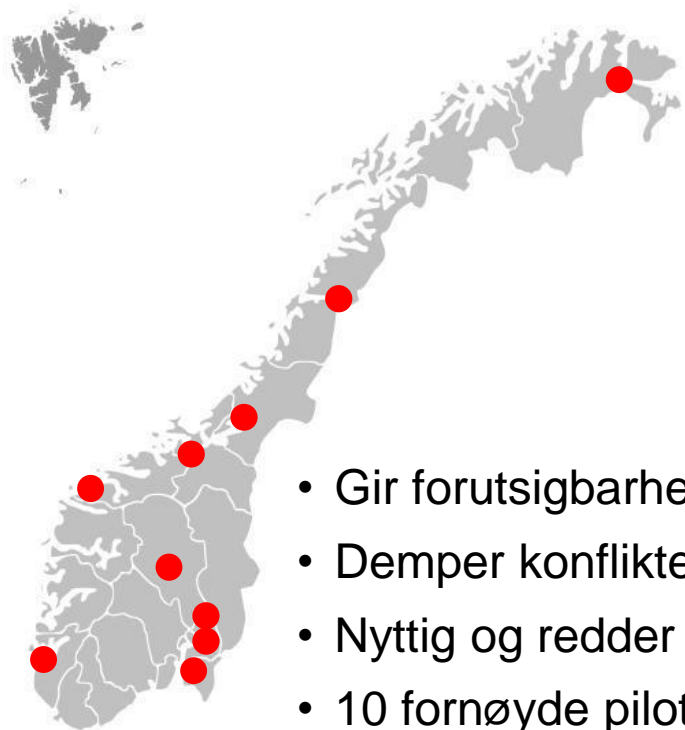 • Gir forutsigbarhe
• Demper konflikte
• Nyttig og redder
• 10 fornøyde pilot